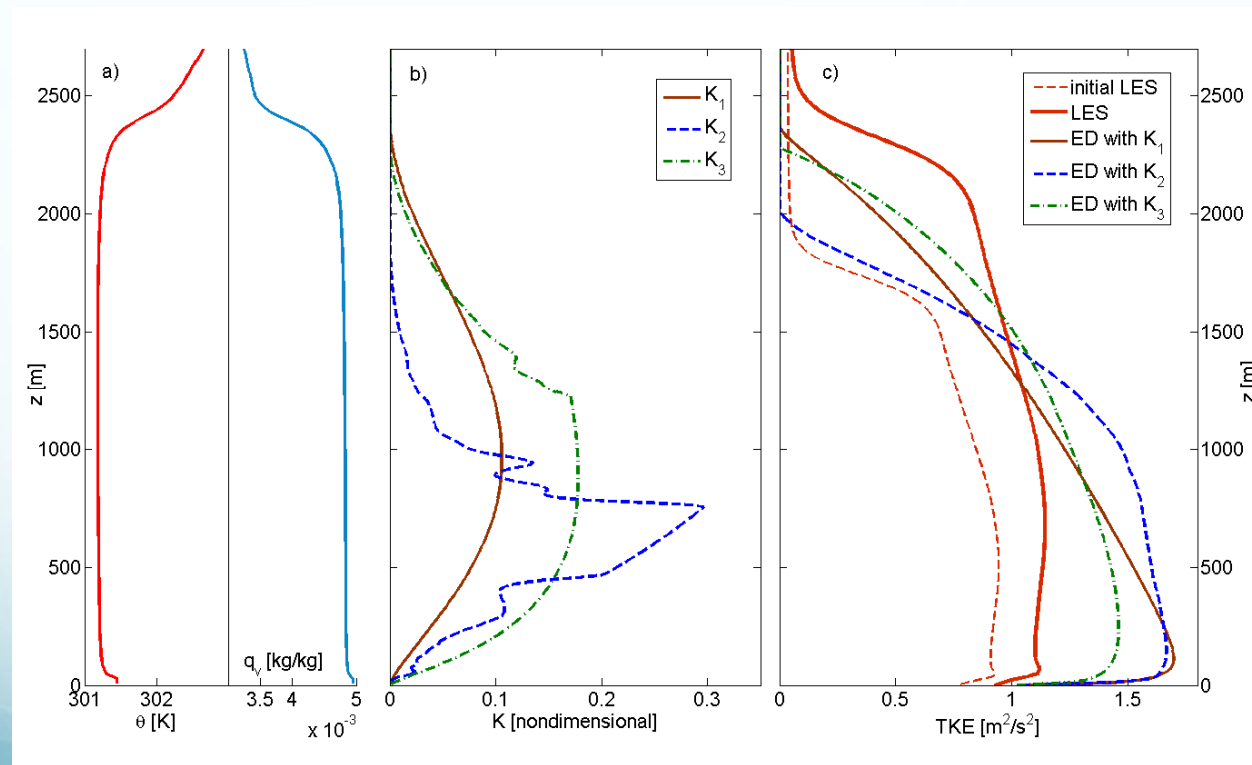 a)
2500
2000
1500
1000
500
0
z [m]
301
302
θ [K]
q_v [kg/kg]
3.5
4
5
x 10^-3
b)
K_1
K_2
K_3
0
0.1
0.2
0.3
K [nondimensional]
c)
initial LES
LES
ED with K_1
ED with K_2
ED with K_3
0
0.5
1
1.5
TKE [m^2/s^2]
2500
2000
1500
1000
500
0
z [m]